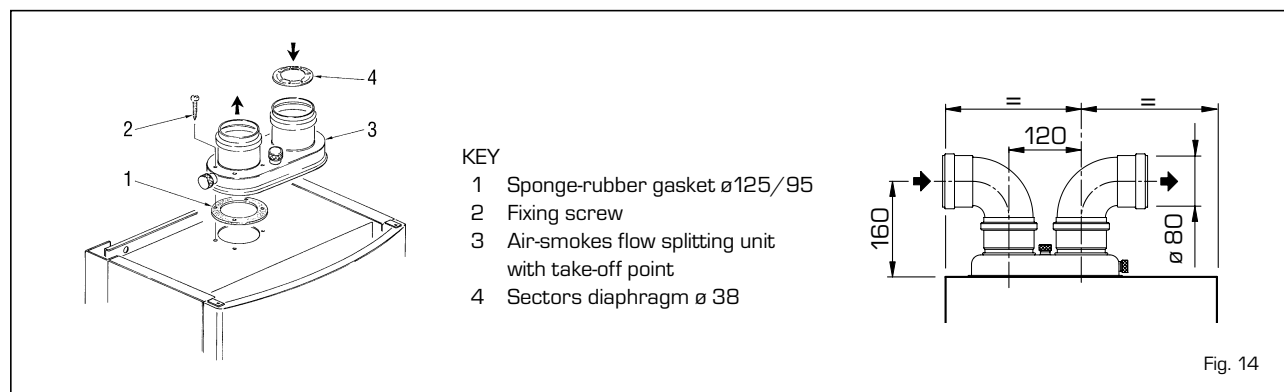 4
2
3
1
KEY
1 Sponge-rubber gasket ø125/95
2 Fixing screw
3 Air-smokes flow splitting unit
with take-off point
4 Sectors diaphragm ø 38
= =
120
160
ø 80
Fig. 14